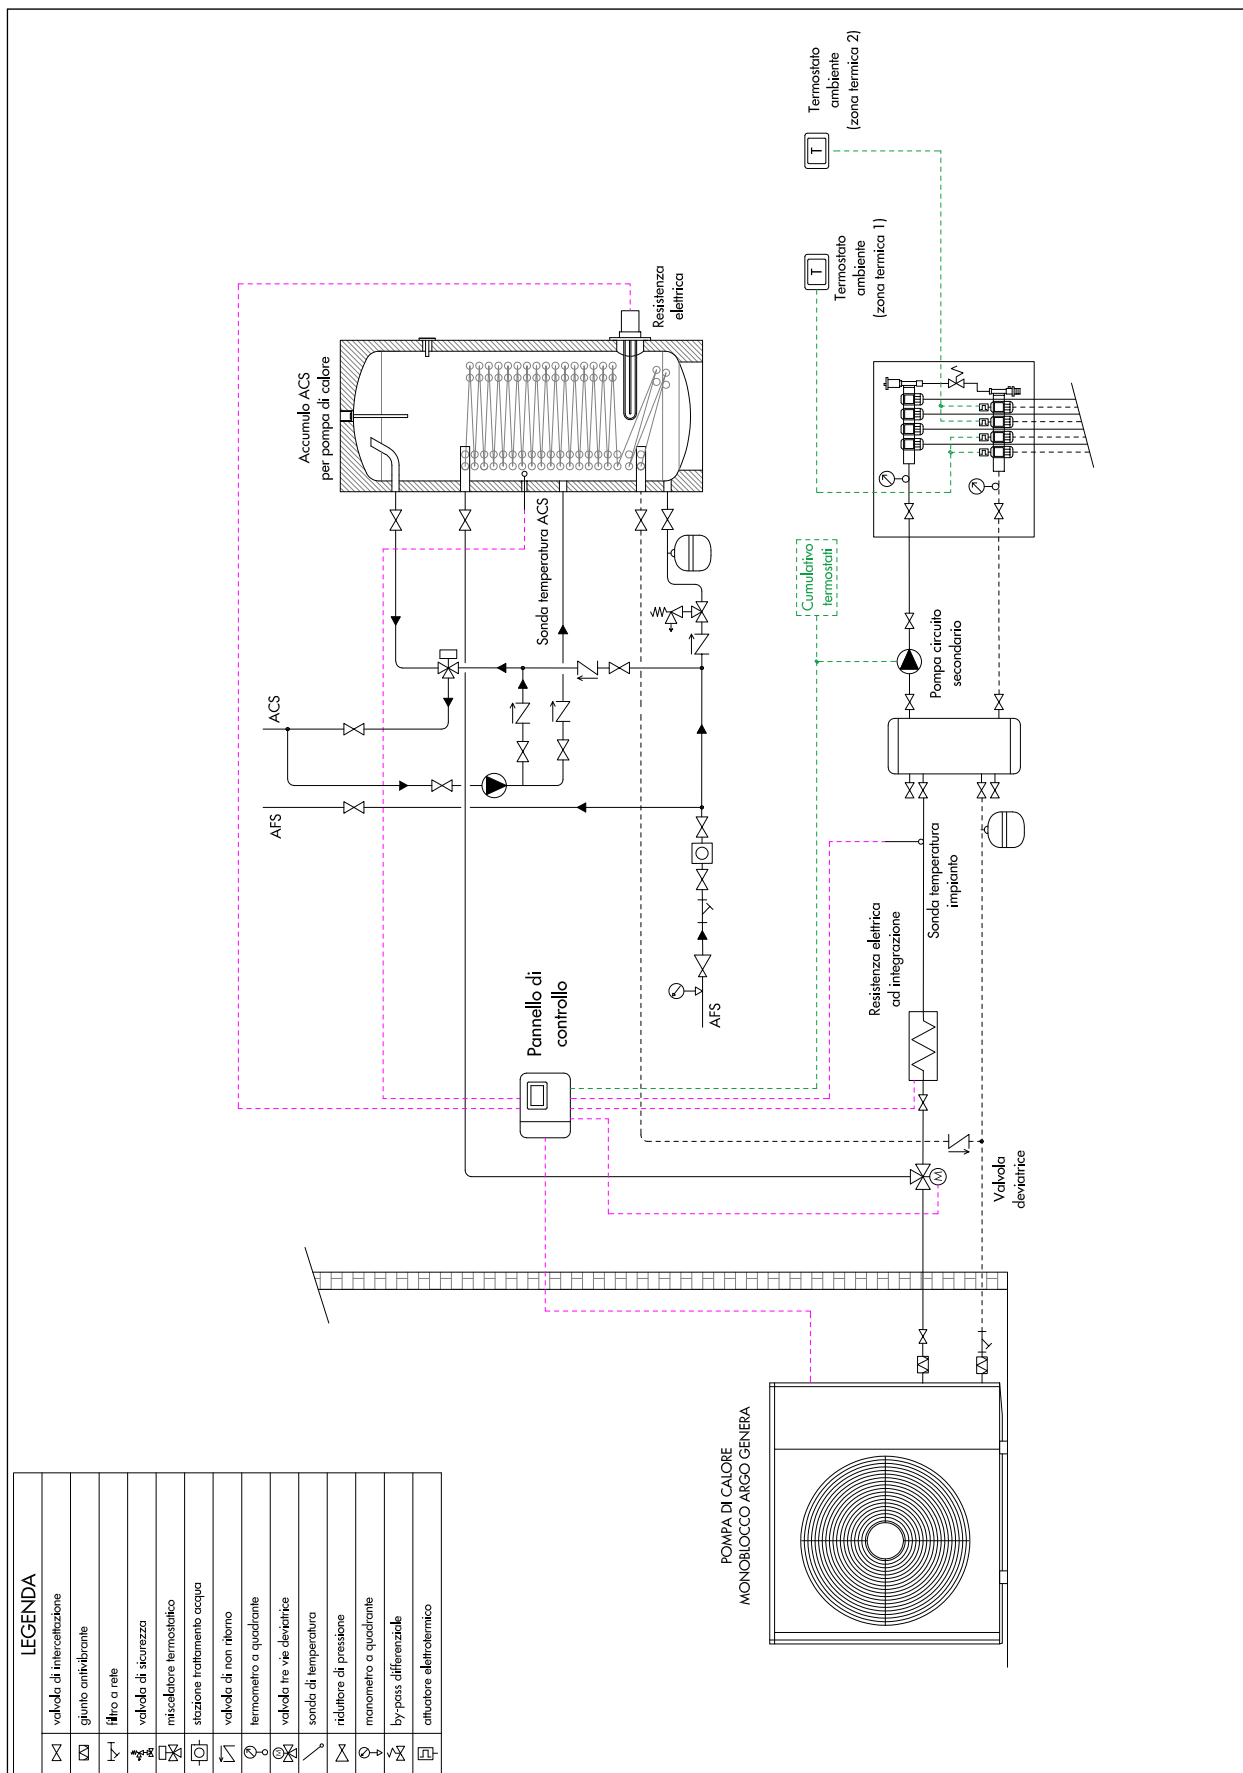 LEGENDA
valvola di intercettazione
giunto antivibrante
filtro a rete
valvola di sicurezza
miscelatore termostatico
stazione trattamento acqua
valvola di non ritorno
termometro a quadrante
M
valvola tre vie deviatrice
sonda di temperatura
riduttore di pressione
manometro a quadrante
by-pass differenziale
attuatore elettrotermico
POMPA DI CALORE
MONOBLOCCO ARGO GENERA
Pannello di
controllo
AFS
ACS
AFS
Accumulo ACS
per pompa di calore
Sonda temperatura ACS
Resistenza
elettrica
Valvola
deviatrice
M
Resistenza elettrica
ad integrazione
Sonda temperatura
impianto
Pompa circuito
secondario
Cumulativo
termostati
T
Termostato
ambiente
(zona termica 1)
T
Termostato
ambiente
(zona termica 2)